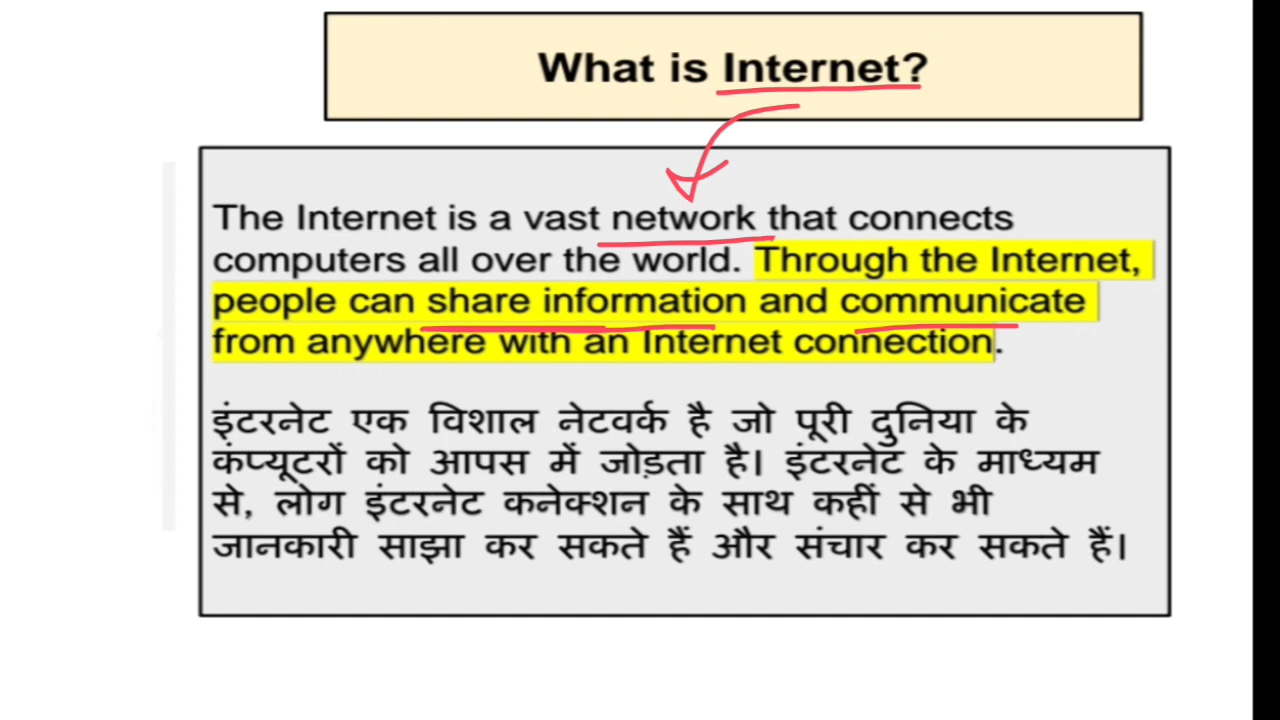 What is Internet?
The Internet is a vast network that connects
computers all over the world. Through the Internet,
people can share information and communicate
from anywhere with an Internet connection.
इंटरनेट एक विशाल नेटवर्क है जो पूरी दुनिया के
कंप्यूटरों को आपस में जोड़ता है। इंटरनेट के माध्यम
से, लोग इंटरनेट कनेक्शन के साथ कहीं से भी
जानकारी साझा कर सकते हैं और संचार कर सकते हैं।